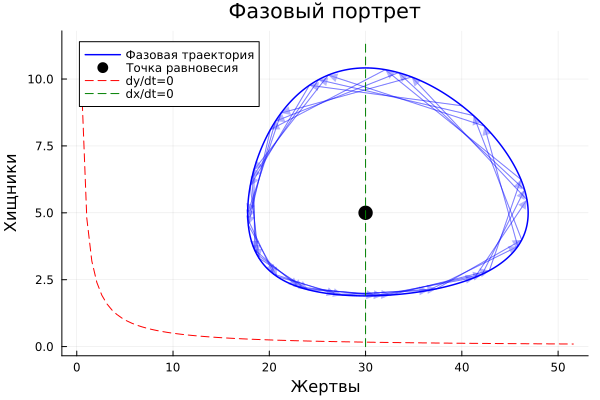 Фазовый портрет
Фазовая траектория
Точка равновесия
dy/dt=0
dx/dt=0
10.0
7.5
5.0
2.5
0.0
Хищники
0
10
20
30
40
50
Жертвы